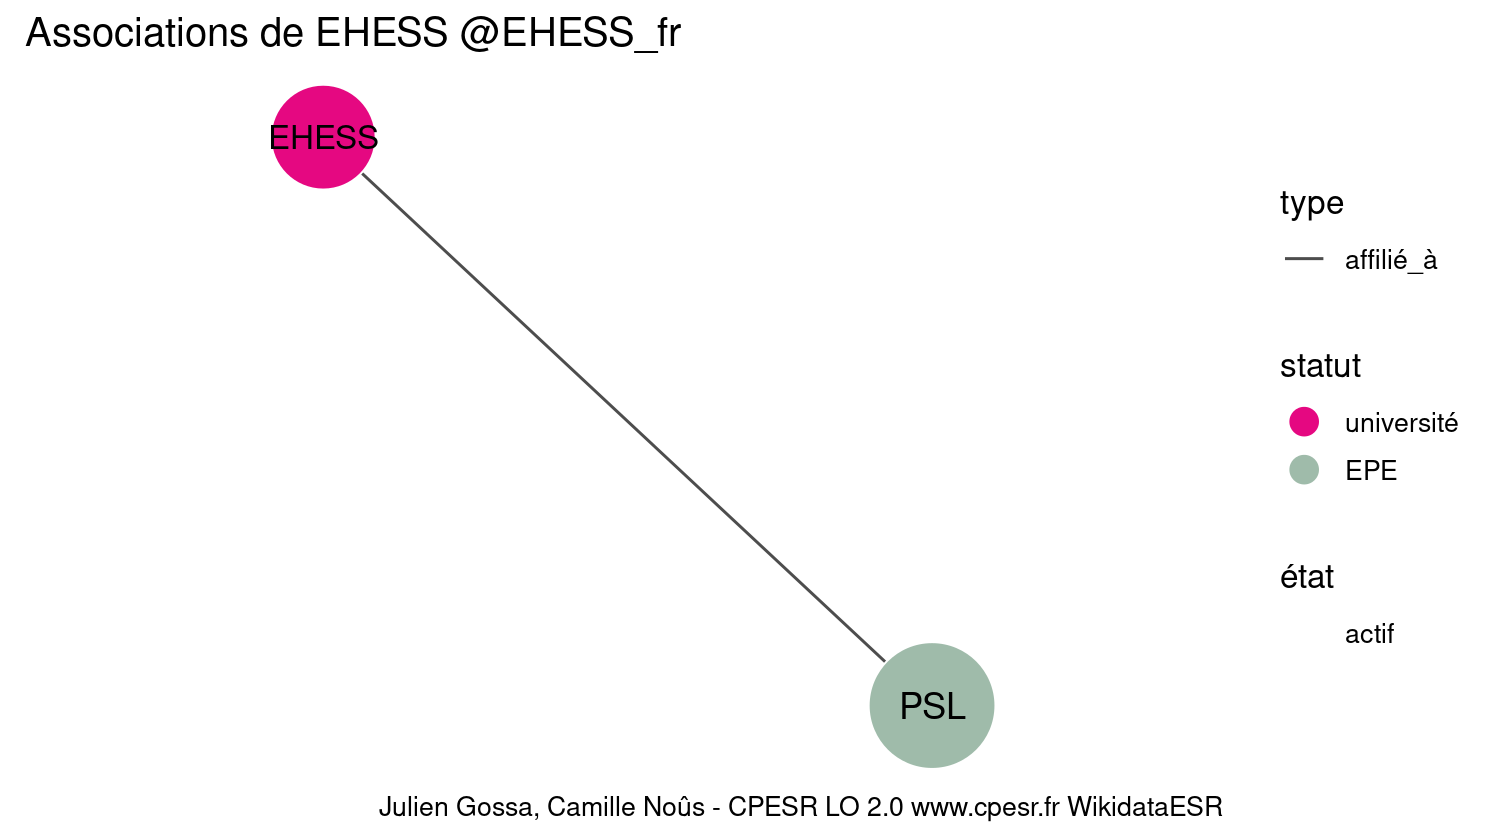 Associations de EHESS @EHESS_fr
EHESS
type
affilié_à
statut
université
EPE
état
actif
PSL
Julien Gossa, Camille Noûs - CPESR LO 2.0 www.cpesr.fr WikidataESR